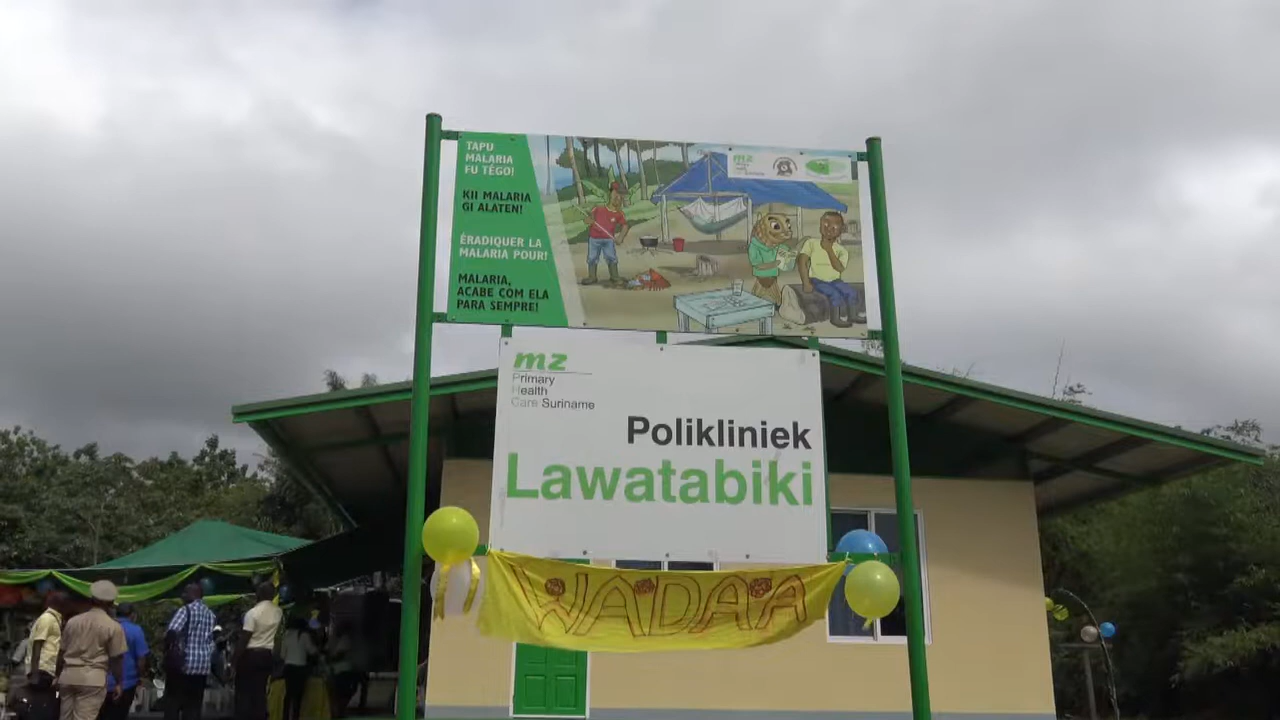 TAPU
MALARIA
FU TÉGO!
KII MALARIA
GI ALATEN!
ÉRADIQUER LA
MALARIA POUR!
MALARIA,
ACABE COM ELA
PARA SEMPRE!
mz
mz
Primary
Health
Care Suriname
Polikliniek
Lawatabiki
WADAA